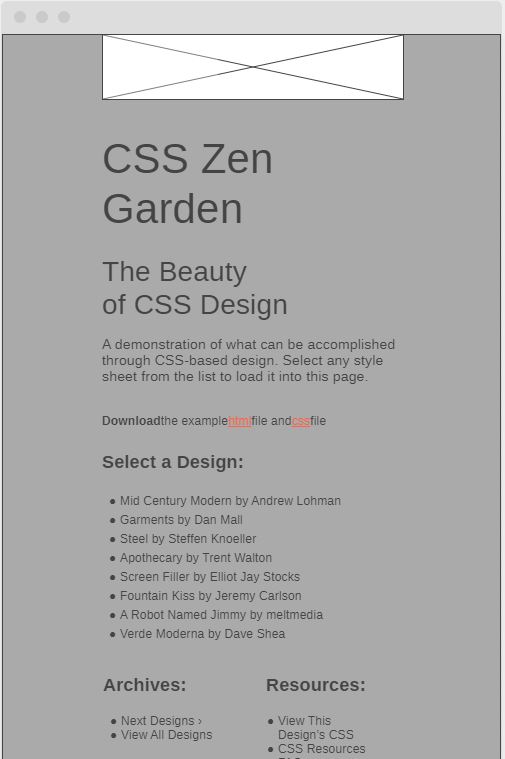 CSS Zen
Garden
The Beauty
of CSS Design
A demonstration of what can be accomplished
through CSS-based design. Select any style
sheet from the list to load it into this page.
Downloadthe examplehtmlfile andcssfile
Select a Design:
● Mid Century Modern by Andrew Lohman
● Garments by Dan Mall
● Steel by Steffen Knoeller
● Apothecary by Trent Walton
● Screen Filler by Elliot Jay Stocks
● Fountain Kiss by Jeremy Carlson
● A Robot Named Jimmy by meltmedia
● Verde Moderna by Dave Shea
Archives:
● Next Designs ›
● View All Designs
Resources:
● View This
Design's CSS
● CSS Resources